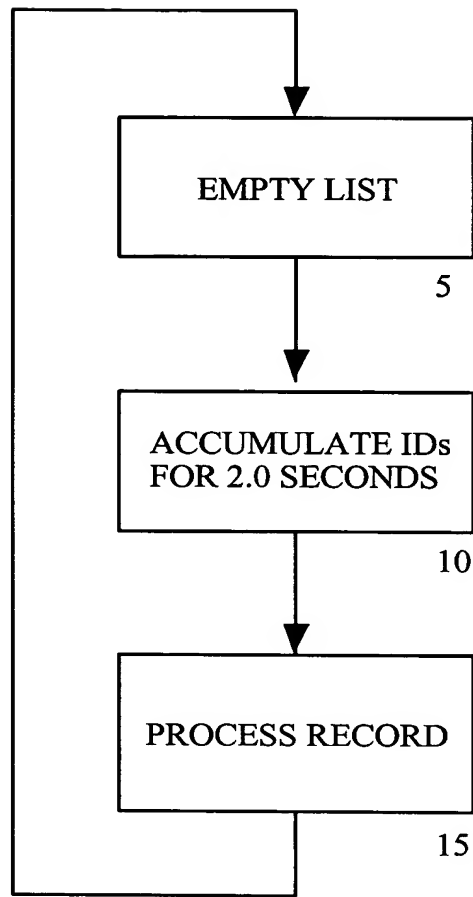 EMPTY LIST
5
ACCUMULATE IDs
FOR 2.0 SECONDS
10
PROCESS RECORD
15